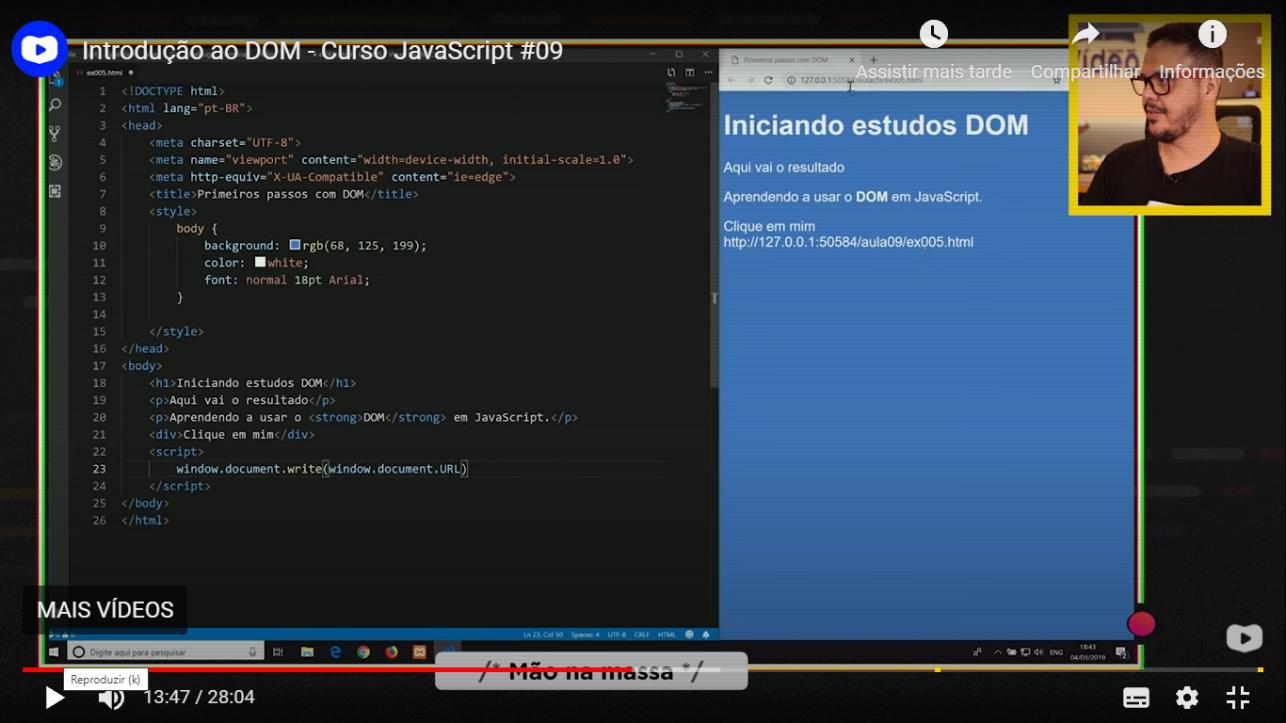 Introdução ao DOM - Curso JavaScript #09
Assistir mais tarde
Compartilhar
Informações
ex005.html
1 <!DOCTYPE html>
2 <html lang="pt-BR">
3 <head>
4 <meta charset="UTF-8">
5 <meta name="viewport" content="width=device-width, initial-scale=1.0">
6 <meta http-equiv="X-UA-Compatible" content="ie=edge">
7 <title>Primeiros passos com DOM</title>
8 <style>
9 body {
10 background: rgb(68, 125, 199);
11 color: white;
12 font: normal 18pt Arial;
13 }
14
15 </style>
16 </head>
17 <body>
18 <h1>Iniciando estudos DOM</h1>
19 <p>Aqui vai o resultado</p>
20 <p>Aprendendo a usar o <strong>DOM</strong> em JavaScript.</p>
21 <div>Clique em mim</div>
22 <script>
23 window.document.write(window.document.URL)
24 </script>
25 </body>
26 </html>
Primeiros passos com DOM
127.0.0.1:50584/aula09/ex005.html
Iniciando estudos DOM
Aqui vai o resultado
Aprendendo a usar o DOM em JavaScript.
Clique em mim
http://127.0.0.1:50584/aula09/ex005.html
vídeo
MAIS VÍDEOS
Ln 23, Col 50 Spaces: 4 UTF-8 CRLF HTML
Digite aqui para pesquisar
ENG
18:43
04/03/2019
/* Mão na massa */
Reproduzir (k)
13:47 / 28:04